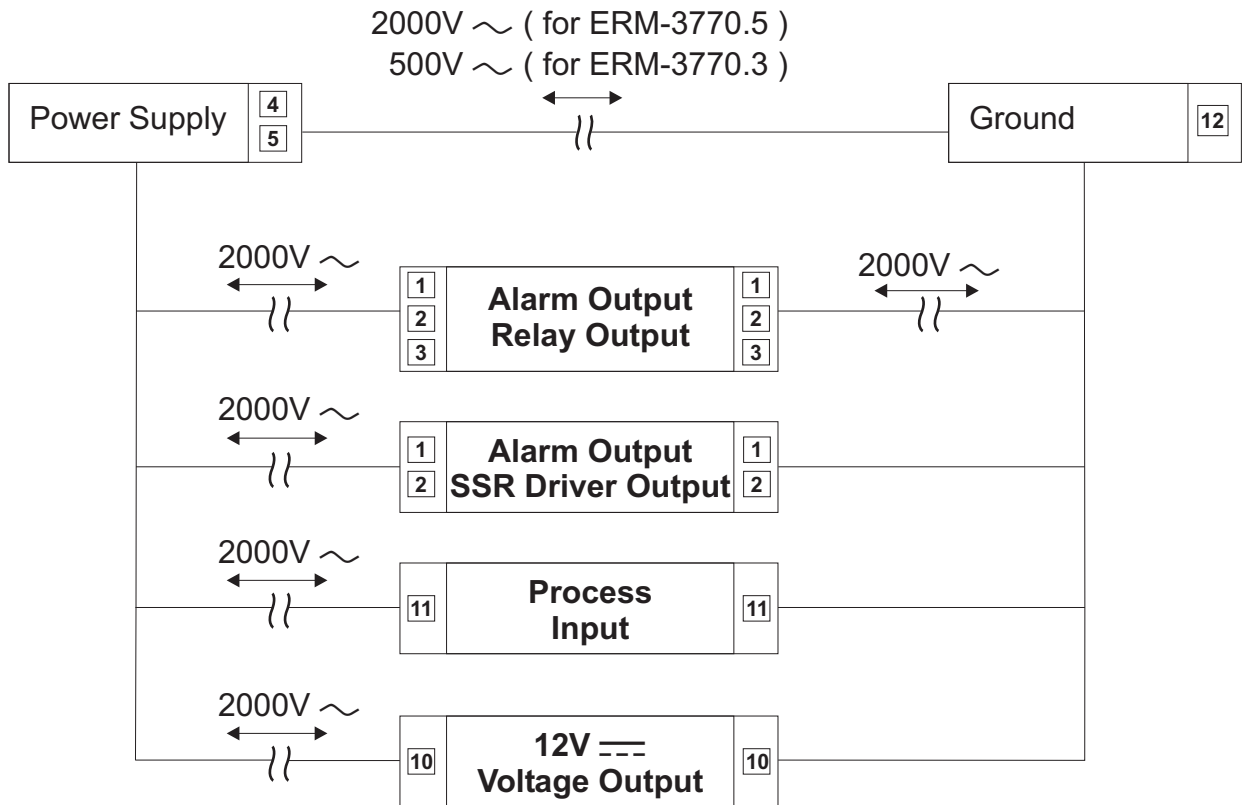 2000V ～ ( for ERM-3770.5 )
500V ～ ( for ERM-3770.3 )
Power Supply
4
5
Ground
12
2000V ～
1
2
3
Alarm Output
Relay Output
1
2
3
2000V ～
2000V ～
1
2
Alarm Output
SSR Driver Output
1
2
2000V ～
11
Process
Input
11
2000V ～
10
12V ⎓
Voltage Output
10